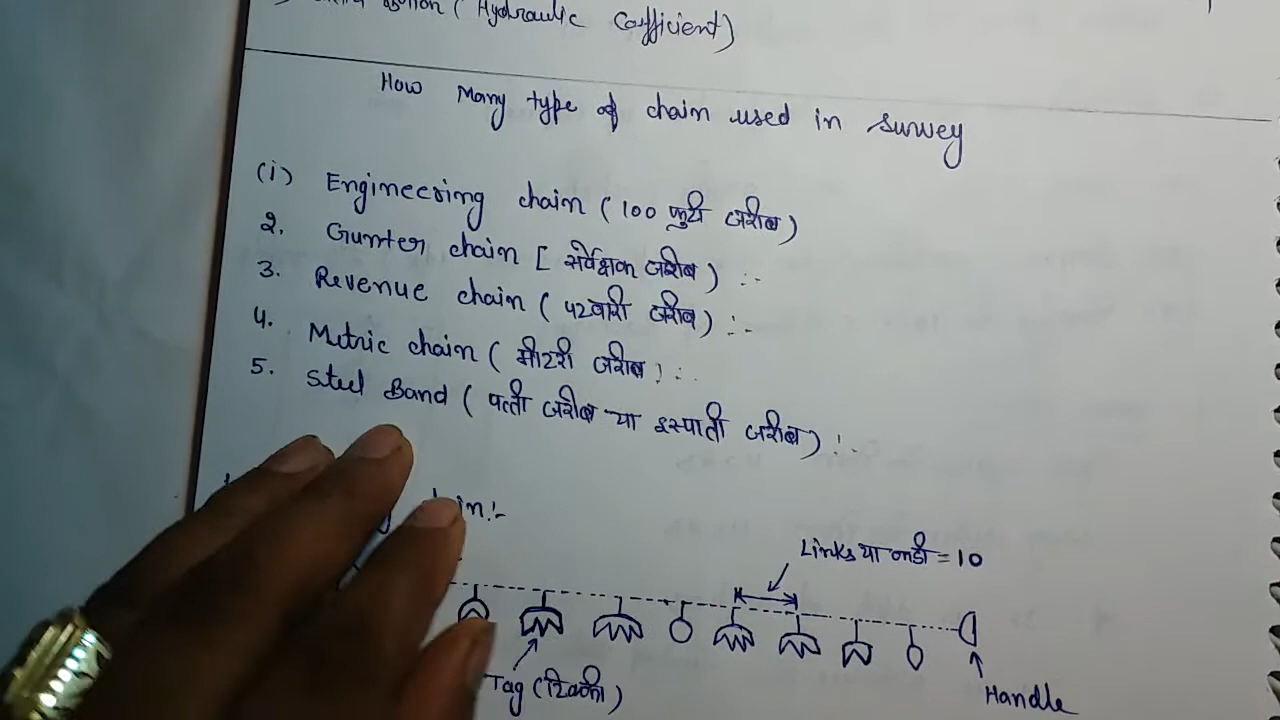 (Hydraulic Coefficient)
How Many type of chain used in survey
(i) Engineering chain (100 फुटी जरीब)
2. Gunter chain [सर्वेक्षक जरीब) :-
3. Revenue chain (पटवारी जरीब) :-
4. Metric chain (मीटरी जरीब) :-
5. Steel Band (पत्ती जरीब या इस्पाती जरीब) :-
Links या कडी = 10
Tag (टिक्की)
Handle